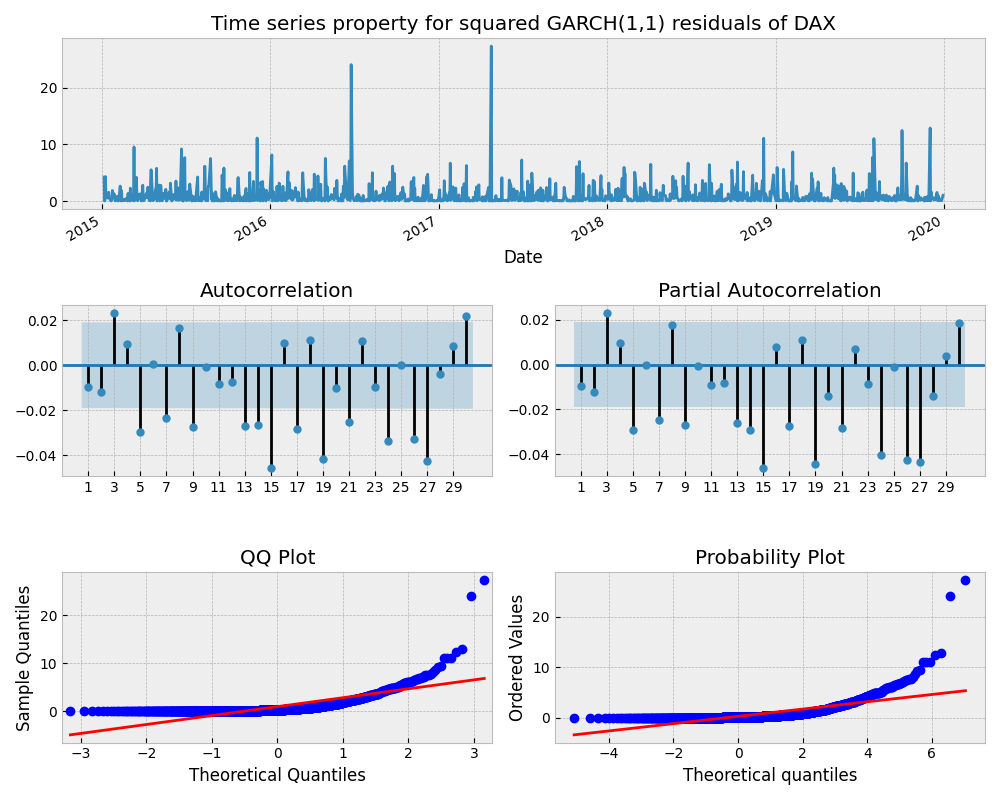 Time series property for squared GARCH(1,1) residuals of DAX
20
10
0
2015 2016 2017 2018 2019 2020
Date
Autocorrelation
0.02
0.00
−0.02
−0.04
1 3 5 7 9 11 13 15 17 19 21 23 25 27 29
Partial Autocorrelation
0.02
0.00
−0.02
−0.04
1 3 5 7 9 11 13 15 17 19 21 23 25 27 29
QQ Plot
Sample Quantiles
20
10
0
−3 −2 −1 0 1 2 3
Theoretical Quantiles
Probability Plot
Ordered Values
20
10
0
−4 −2 0 2 4 6
Theoretical quantiles